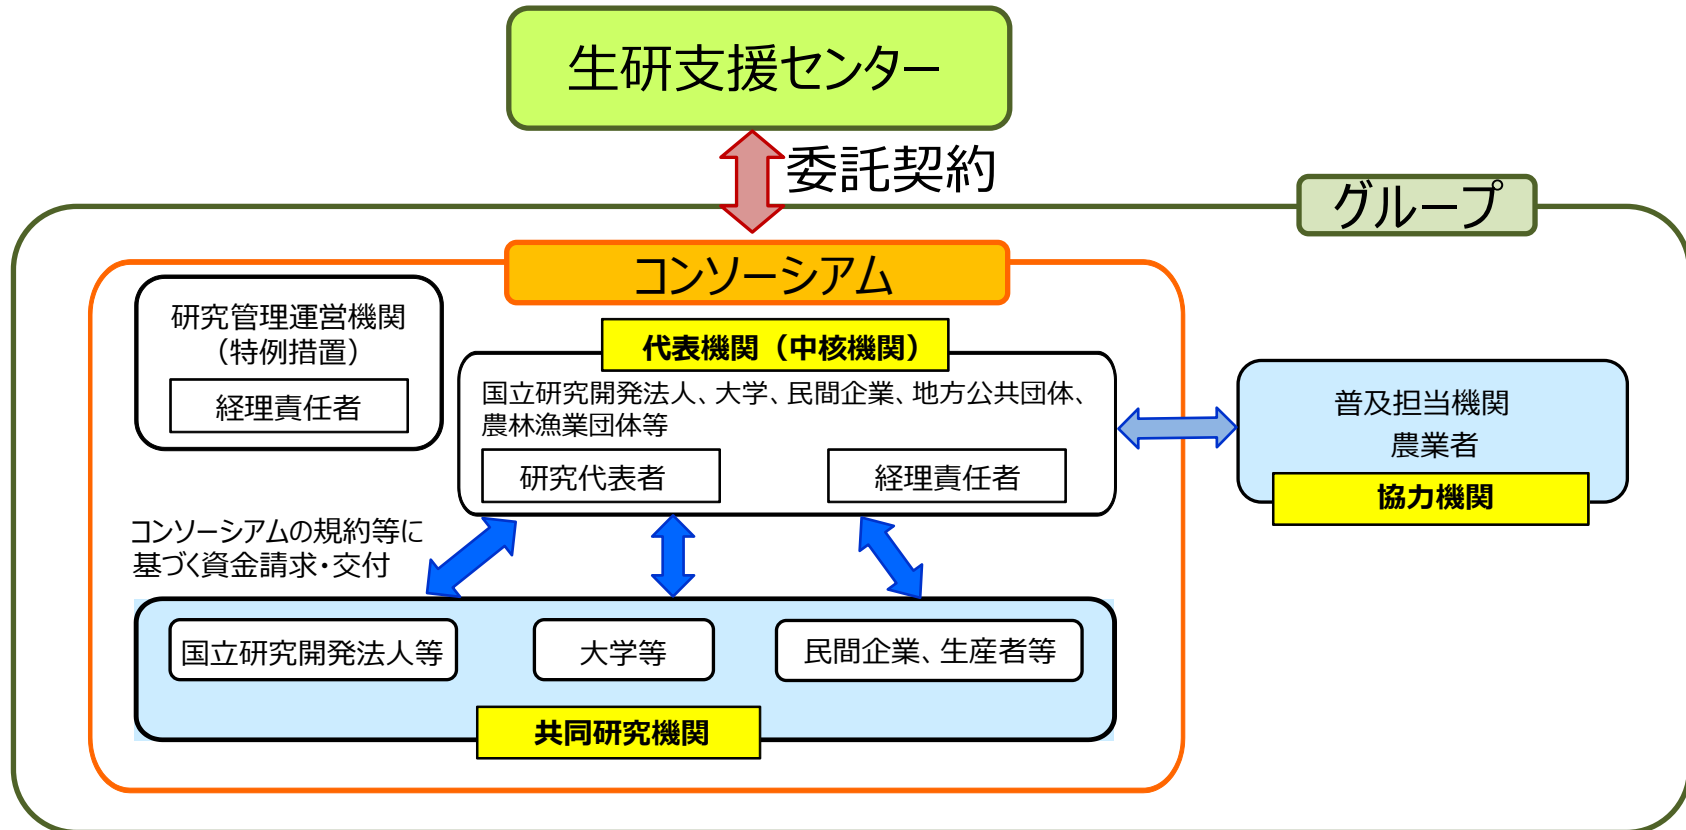 生研支援センター
委託契約
グループ
コンソーシアム
研究管理運営機関
（特例措置）
経理責任者
代表機関（中核機関）
国立研究開発法人、大学、民間企業、地方公共団体、
農林漁業団体等
研究代表者
経理責任者
普及担当機関
農業者
協力機関
コンソーシアムの規約等に
基づく資金請求・交付
国立研究開発法人等
大学等
民間企業、生産者等
共同研究機関